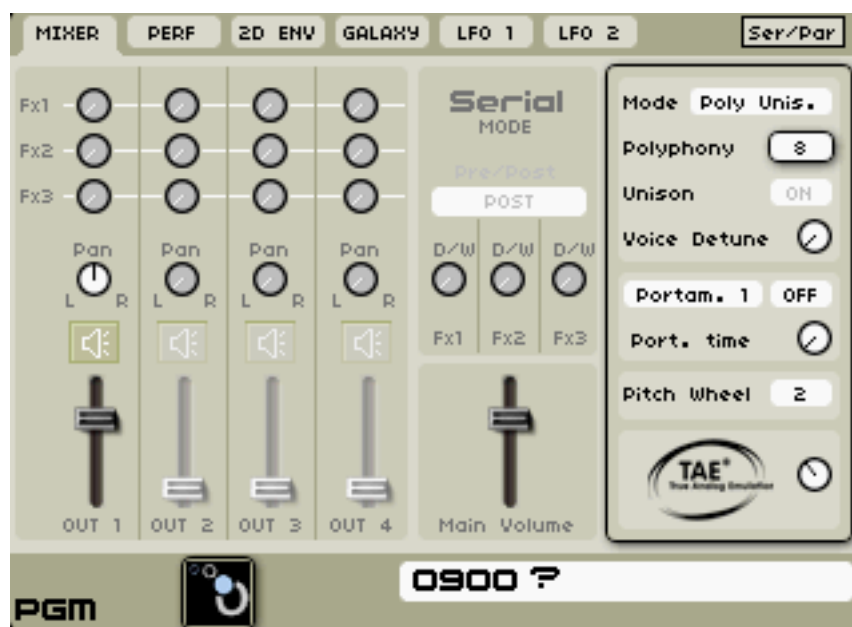 MIXER PERF 2D ENV GALAXY LFO 1 LFO 2 Ser/Par
Fx1
Fx2
Fx3
Pan Pan Pan Pan
L R L R L R L R
OUT 1 OUT 2 OUT 3 OUT 4
Serial
MODE
Pre/Post
POST
D/W D/W D/W
Fx1 Fx2 Fx3
Main Volume
Mode Poly Unis.
Polyphony 8
Unison ON
Voice Detune
Portam. 1 OFF
Port. time
Pitch Wheel 2
TAE®
True Analog Emulation
PGM
0900 ?